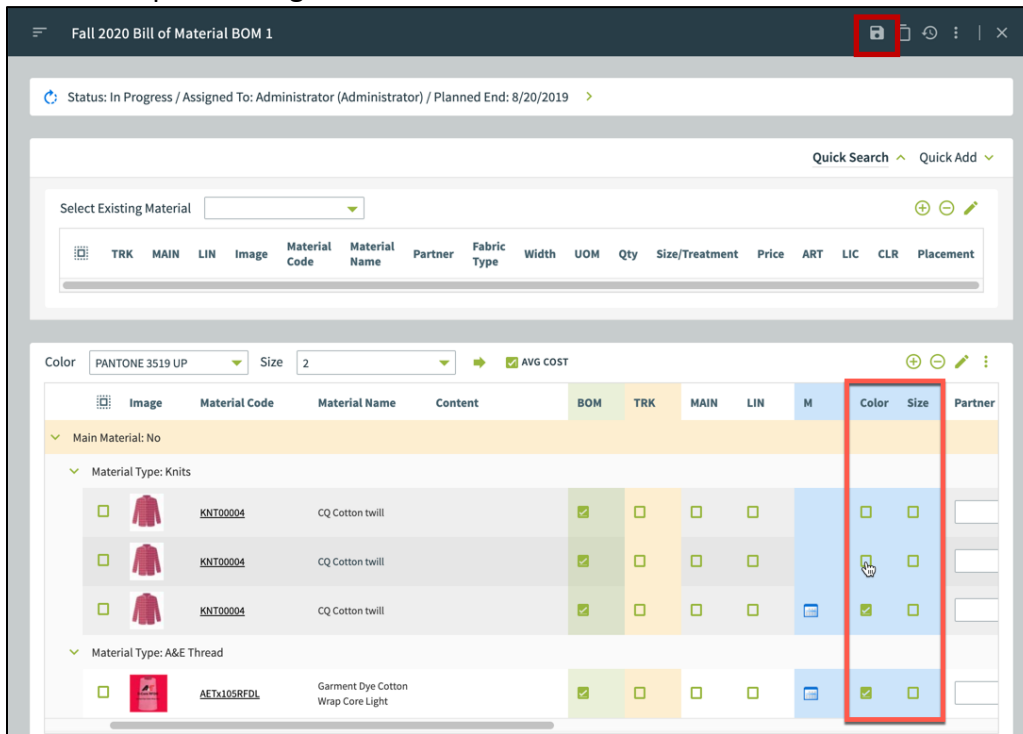 Fall 2020 Bill of Material BOM 1
Status: In Progress / Assigned To: Administrator (Administrator) / Planned End: 8/20/2019
Quick Search Quick Add
Select Existing Material
TRK MAIN LIN Image Material Code Material Name Partner Fabric Type Width UOM Qty Size/Treatment Price ART LIC CLR Placement
Color PANTONE 3519 UP Size 2 AVG COST
Image Material Code Material Name Content BOM TRK MAIN LIN M Color Size Partner
Main Material: No
Material Type: Knits
KNT00004 CQ Cotton twill
KNT00004 CQ Cotton twill
KNT00004 CQ Cotton twill
Material Type: A&E Thread
AETx105RFDL Garment Dye Cotton
Wrap Core Light